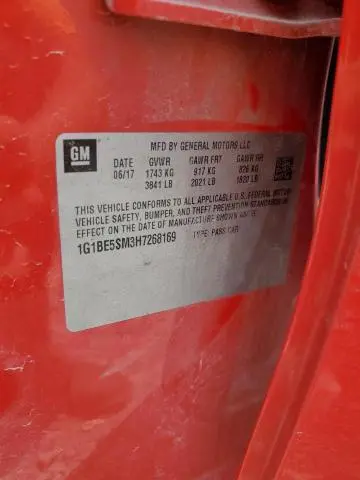 GM
MFD BY GENERAL MOTORS LLC
DATE GVWR GAWR FRT GAWR RR
06/17 1743 KG 917 KG 826 KG
3841 LB 2021 LB 1820 LB
THIS VEHICLE CONFORMS TO ALL APPLICABLE U.S. FEDERAL MOTOR
VEHICLE SAFETY, BUMPER, AND THEFT PREVENTION STANDARDS IN
EFFECT ON THE DATE OF MANUFACTURE SHOWN ABOVE.
1G1BE5SM3H7268169 TYPE: PASS CAR